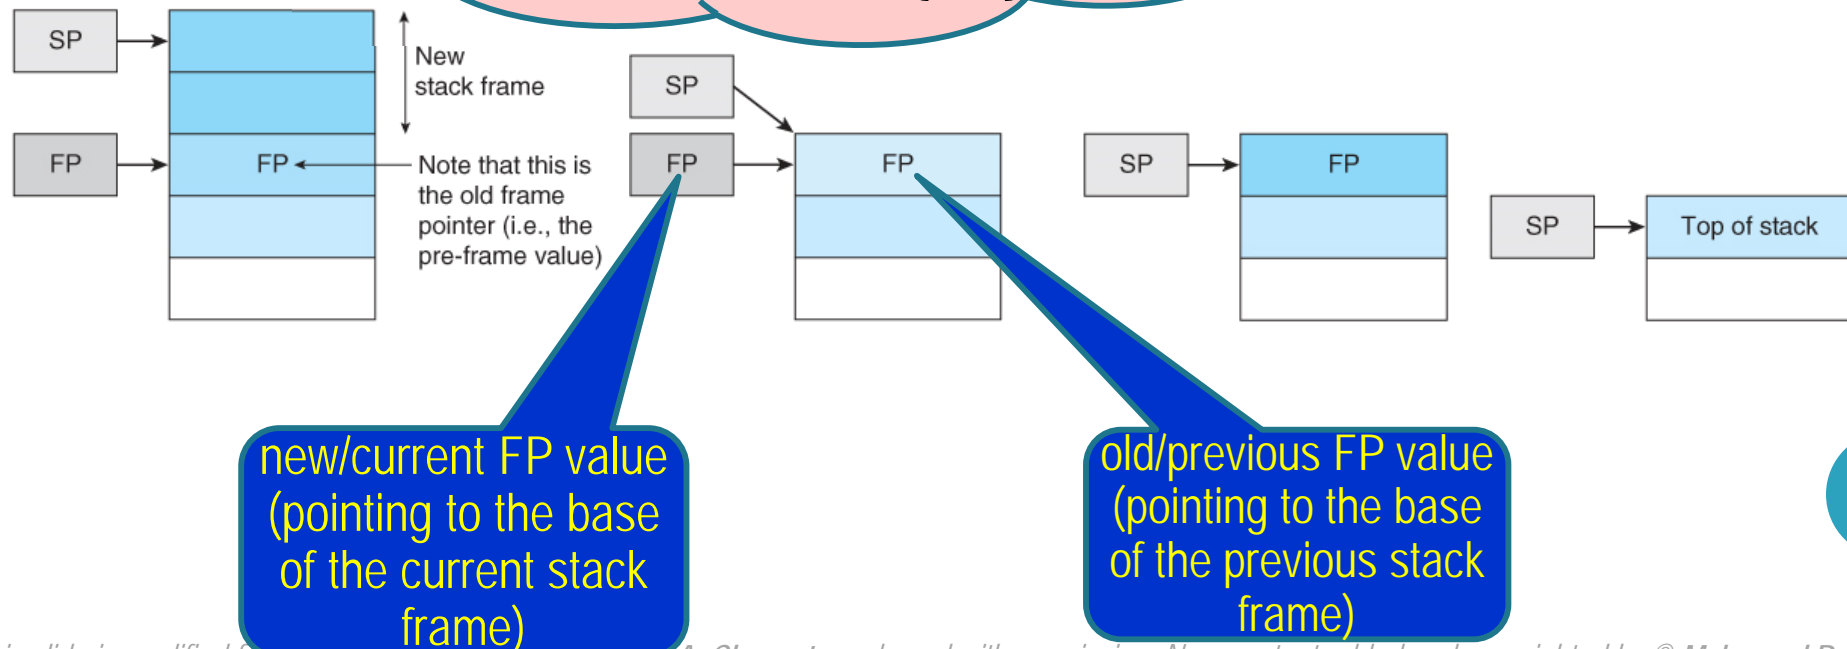 SP
New
stack frame
FP
FP
Note that this is
the old frame
pointer (i.e., the
pre-frame value)
SP
FP
FP
SP
FP
SP
Top of stack
new/current FP value
(pointing to the base
of the current stack
frame)
old/previous FP value
(pointing to the base
of the previous stack
frame)